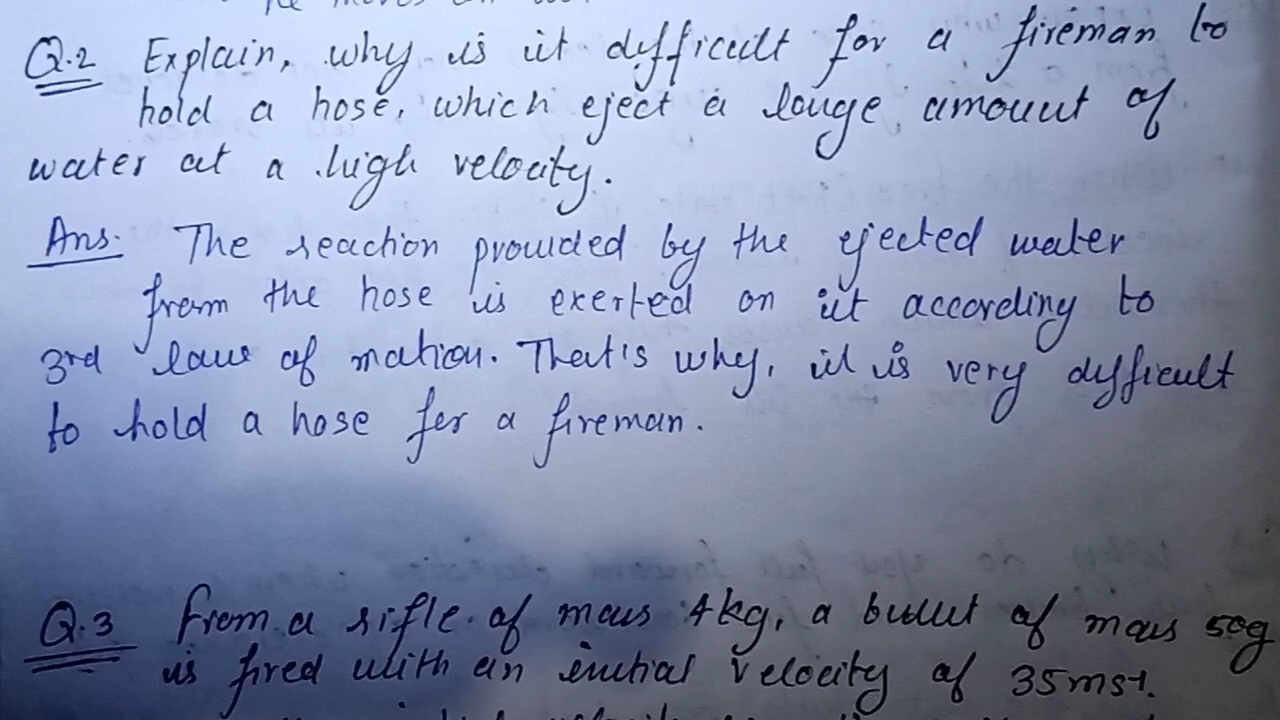 Q.2 Explain, why is it difficult for a fireman to
hold a hose, which eject a large amount of
water at a high velocity.
Ans. The reaction provided by the ejected water
from the hose is exerted on it according to
3rd law of motion. That's why, it is very difficult
to hold a hose for a fireman.
Q.3 From a rifle of mass 4kg, a bullet of mass 50g
is fired with an initial velocity of 35ms-1.